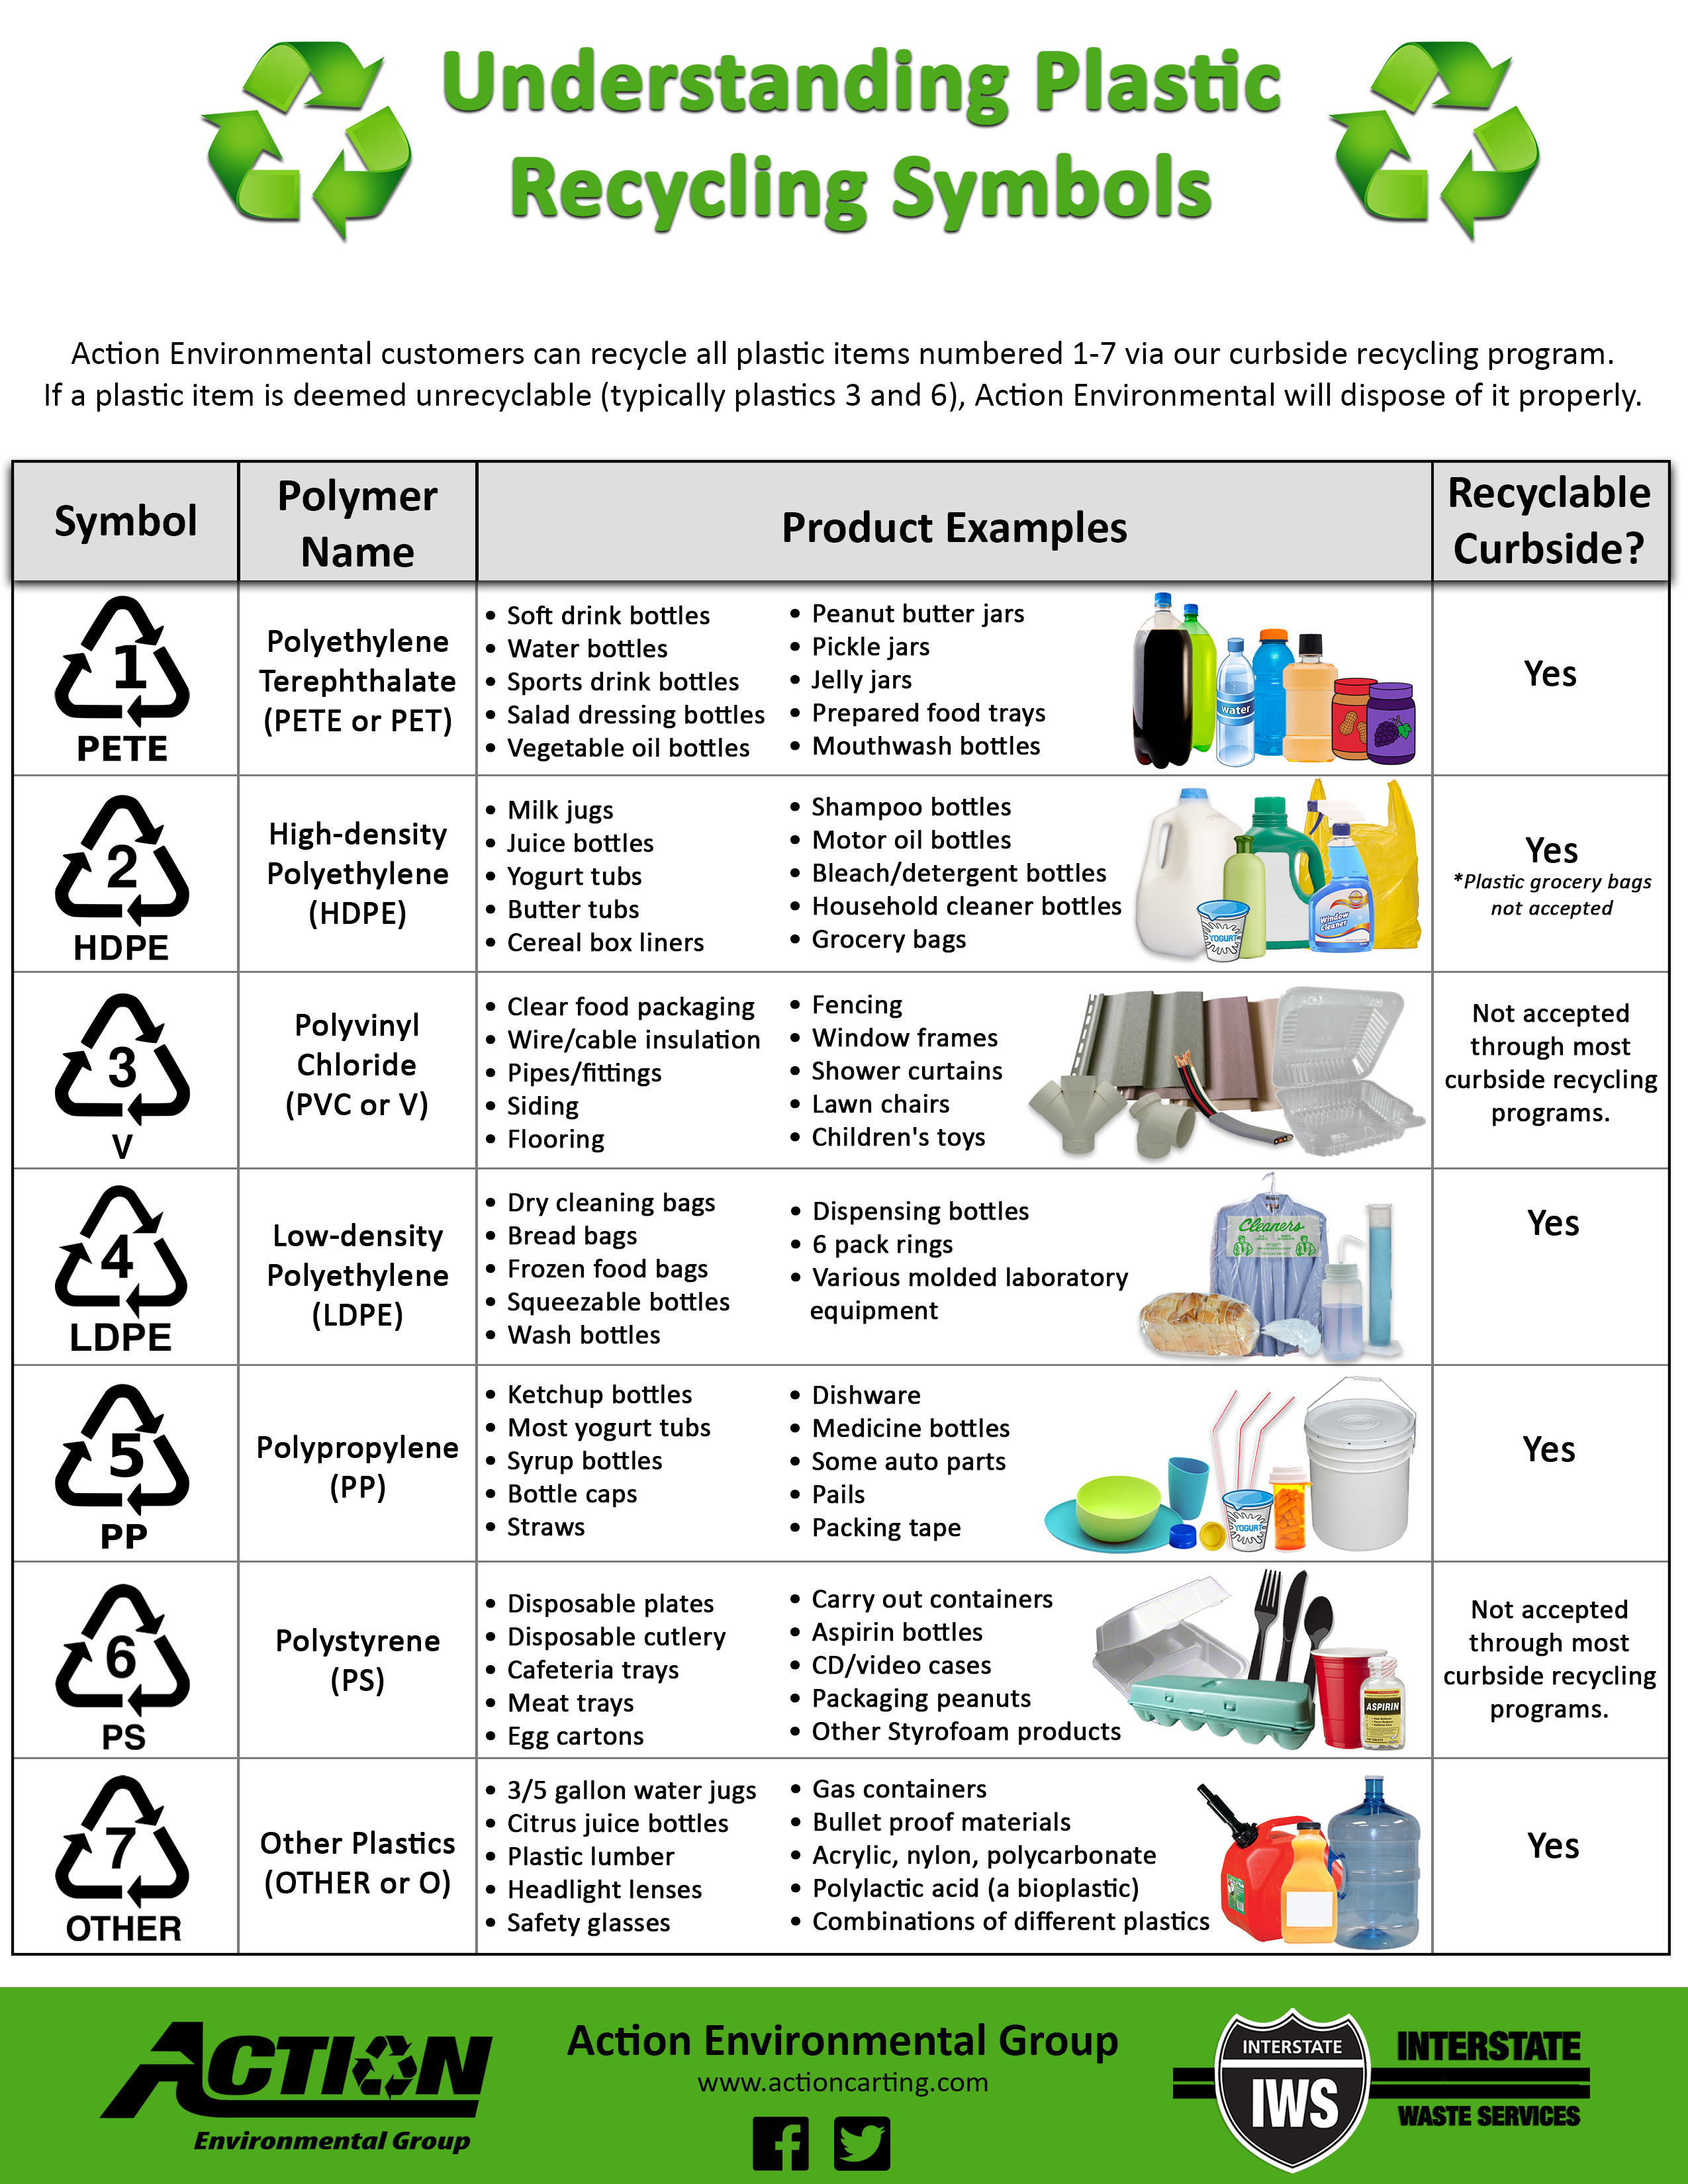 Understanding Plastic
Recycling Symbols
Action Environmental customers can recycle all plastic items numbered 1-7 via our curbside recycling program.
If a plastic item is deemed unrecyclable (typically plastics 3 and 6), Action Environmental will dispose of it properly.
Symbol
Polymer
Name
Product Examples
Recyclable
Curbside?
1
PETE
Polyethylene
Terephthalate
(PETE or PET)
• Soft drink bottles
• Water bottles
• Sports drink bottles
• Salad dressing bottles
• Vegetable oil bottles
• Peanut butter jars
• Pickle jars
• Jelly jars
• Prepared food trays
• Mouthwash bottles
water
Yes
2
HDPE
High-density
Polyethylene
(HDPE)
• Milk jugs
• Juice bottles
• Yogurt tubs
• Butter tubs
• Cereal box liners
• Shampoo bottles
• Motor oil bottles
• Bleach/detergent bottles
• Household cleaner bottles
• Grocery bags
YOGURT
Window
Cleaner
Yes
*Plastic grocery bags
not accepted
3
V
Polyvinyl
Chloride
(PVC or V)
• Clear food packaging
• Wire/cable insulation
• Pipes/fittings
• Siding
• Flooring
• Fencing
• Window frames
• Shower curtains
• Lawn chairs
• Children's toys
Not accepted
through most
curbside recycling
programs.
4
LDPE
Low-density
Polyethylene
(LDPE)
• Dry cleaning bags
• Bread bags
• Frozen food bags
• Squeezable bottles
• Wash bottles
• Dispensing bottles
• 6 pack rings
• Various molded laboratory
equipment
Cleaners
Yes
5
PP
Polypropylene
(PP)
• Ketchup bottles
• Most yogurt tubs
• Syrup bottles
• Bottle caps
• Straws
• Dishware
• Medicine bottles
• Some auto parts
• Pails
• Packing tape
YOGURT
Yes
6
PS
Polystyrene
(PS)
• Disposable plates
• Disposable cutlery
• Cafeteria trays
• Meat trays
• Egg cartons
• Carry out containers
• Aspirin bottles
• CD/video cases
• Packaging peanuts
• Other Styrofoam products
ASPIRIN
Not accepted
through most
curbside recycling
programs.
7
OTHER
Other Plastics
(OTHER or O)
• 3/5 gallon water jugs
• Citrus juice bottles
• Plastic lumber
• Headlight lenses
• Safety glasses
• Gas containers
• Bullet proof materials
• Acrylic, nylon, polycarbonate
• Polylactic acid (a bioplastic)
• Combinations of different plastics
Yes
ACTION
Environmental Group
Action Environmental Group
www.actioncarting.com
INTERSTATE
IWS
INTERSTATE
WASTE SERVICES